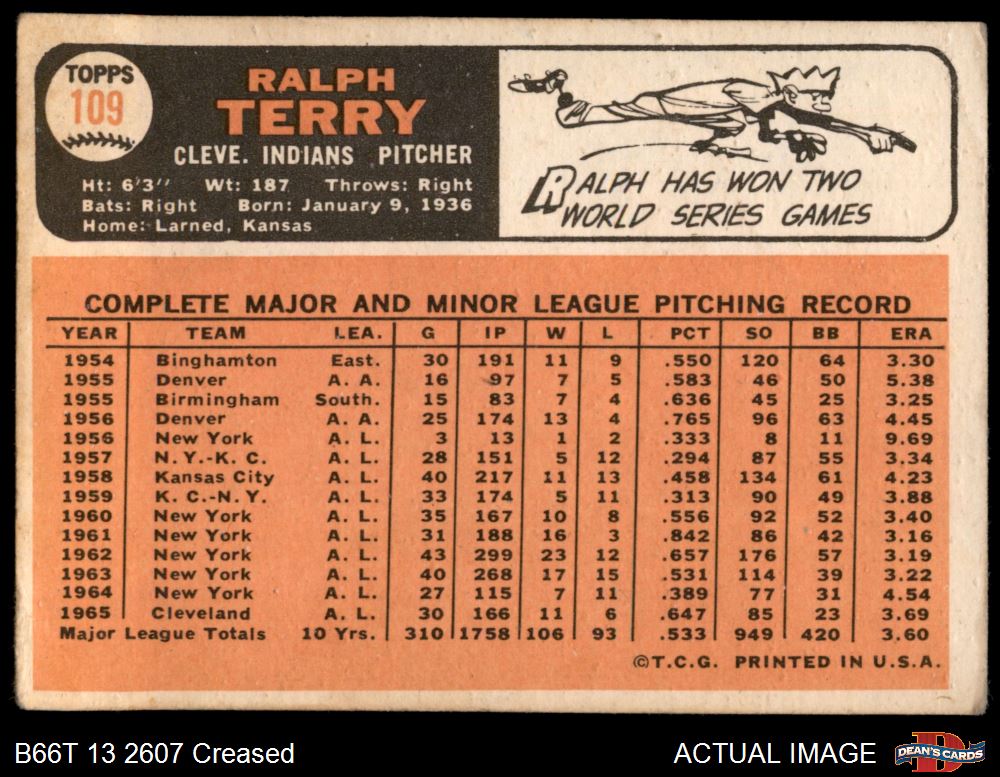 TOPPS
109
RALPH
TERRY
CLEVE. INDIANS PITCHER
Ht: 6'3" Wt: 187 Throws: Right
Bats: Right Born: January 9, 1936
Home: Larned, Kansas
RALPH HAS WON TWO
WORLD SERIES GAMES
COMPLETE MAJOR AND MINOR LEAGUE PITCHING RECORD
YEAR TEAM LEA. G IP W L PCT SO BB ERA
1954 Binghamton East. 30 191 11 9 .550 120 64 3.30
1955 Denver A. A. 16 97 7 5 .583 46 50 5.38
1955 Birmingham South. 15 83 7 4 .636 45 25 3.25
1956 Denver A. A. 25 174 13 4 .765 96 63 4.45
1956 New York A. L. 3 13 1 2 .333 8 11 9.69
1957 N.Y.-K. C. A. L. 28 151 5 12 .294 87 55 3.34
1958 Kansas City A. L. 40 217 11 13 .458 134 61 4.23
1959 K. C.-N. Y. A. L. 33 174 5 11 .313 90 49 3.88
1960 New York A. L. 35 167 10 8 .556 92 52 3.40
1961 New York A. L. 31 188 16 3 .842 86 42 3.16
1962 New York A. L. 43 299 23 12 .657 176 57 3.19
1963 New York A. L. 40 268 17 15 .531 114 39 3.22
1964 New York A. L. 27 115 7 11 .389 77 31 4.54
1965 Cleveland A. L. 30 166 11 6 .647 85 23 3.69
Major League Totals 10 Yrs. 310 1758 106 93 .533 949 420 3.60
©T.C.G. PRINTED IN U.S.A.
B66T 13 2607 Creased
ACTUAL IMAGE
DEAN'S CARDS